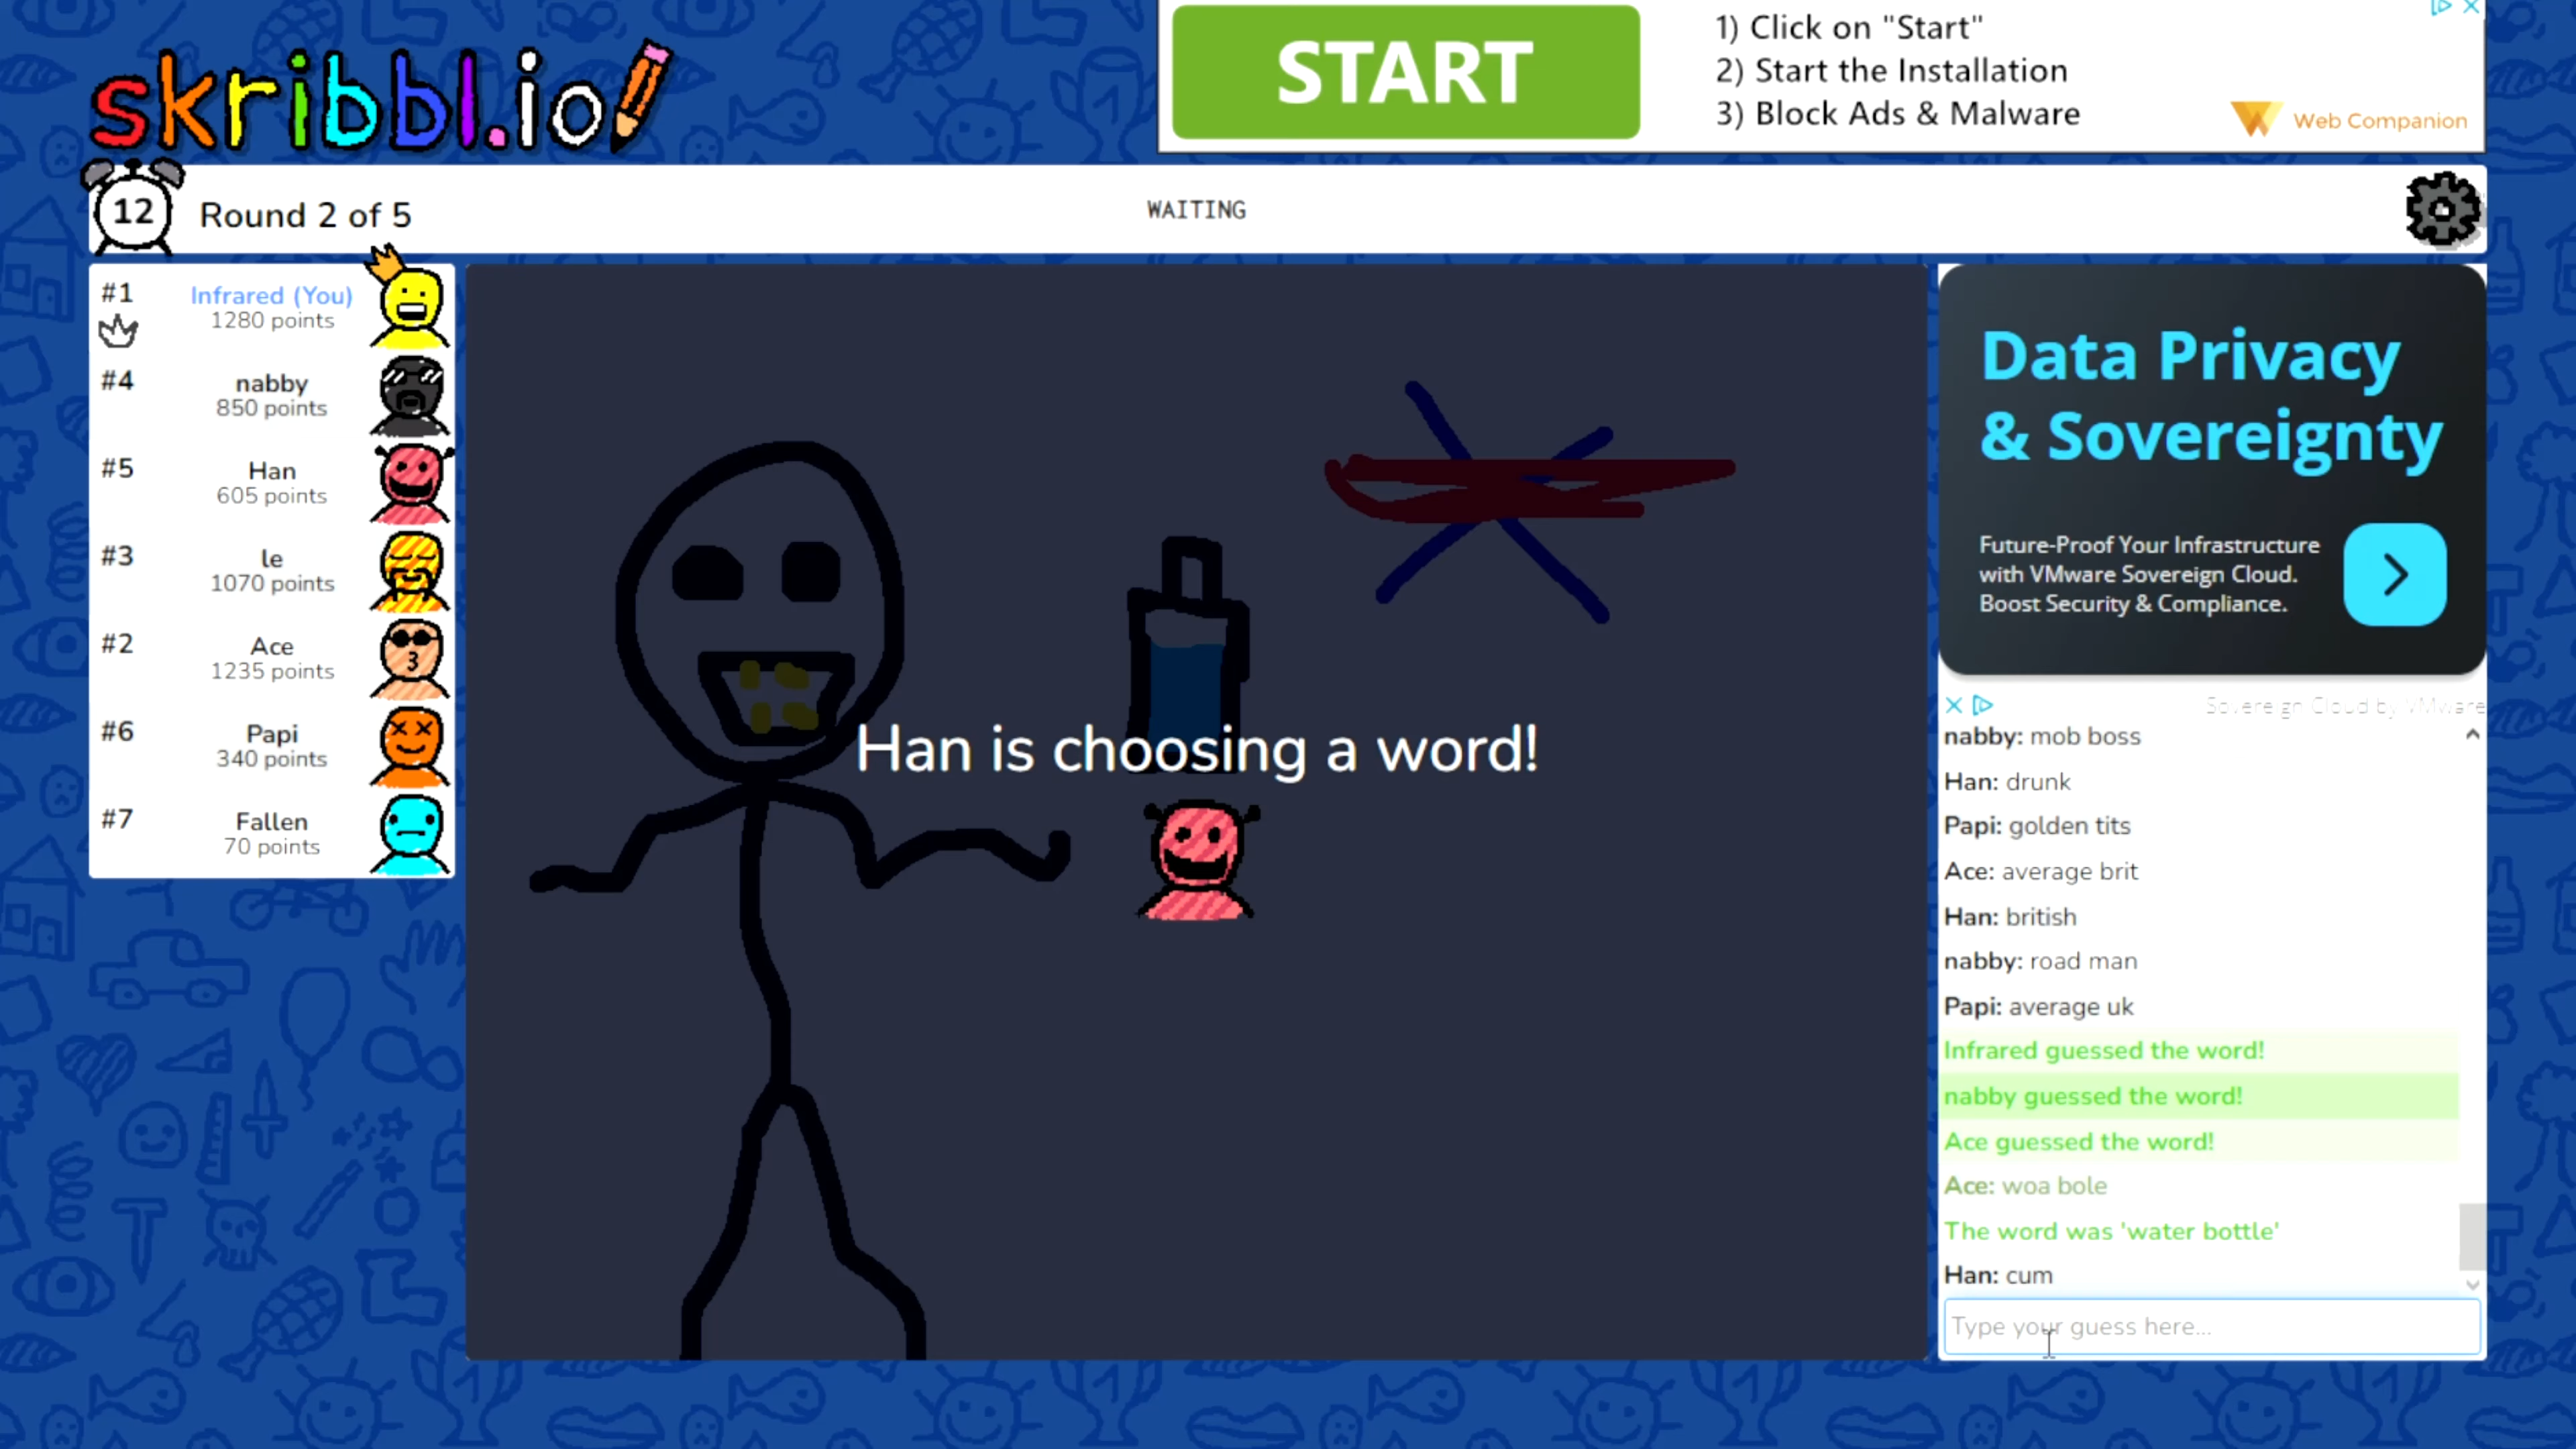 skribbl.io
START
1) Click on "Start"
2) Start the Installation
3) Block Ads & Malware
Web Companion
12
Round 2 of 5
WAITING
#1
Infrared (You)
1280 points
#4
nabby
850 points
#5
Han
605 points
#3
le
1070 points
#2
Ace
1235 points
#6
Papi
340 points
#7
Fallen
70 points
Han is choosing a word!
Data Privacy
& Sovereignty
Future-Proof Your Infrastructure
with VMware Sovereign Cloud.
Boost Security & Compliance.
Sovereign Cloud by VMware
nabby: mob boss
Han: drunk
Papi: golden tits
Ace: average brit
Han: british
nabby: road man
Papi: average uk
Infrared guessed the word!
nabby guessed the word!
Ace guessed the word!
Ace: woa bole
The word was 'water bottle'
Han: cum
Type your guess here...